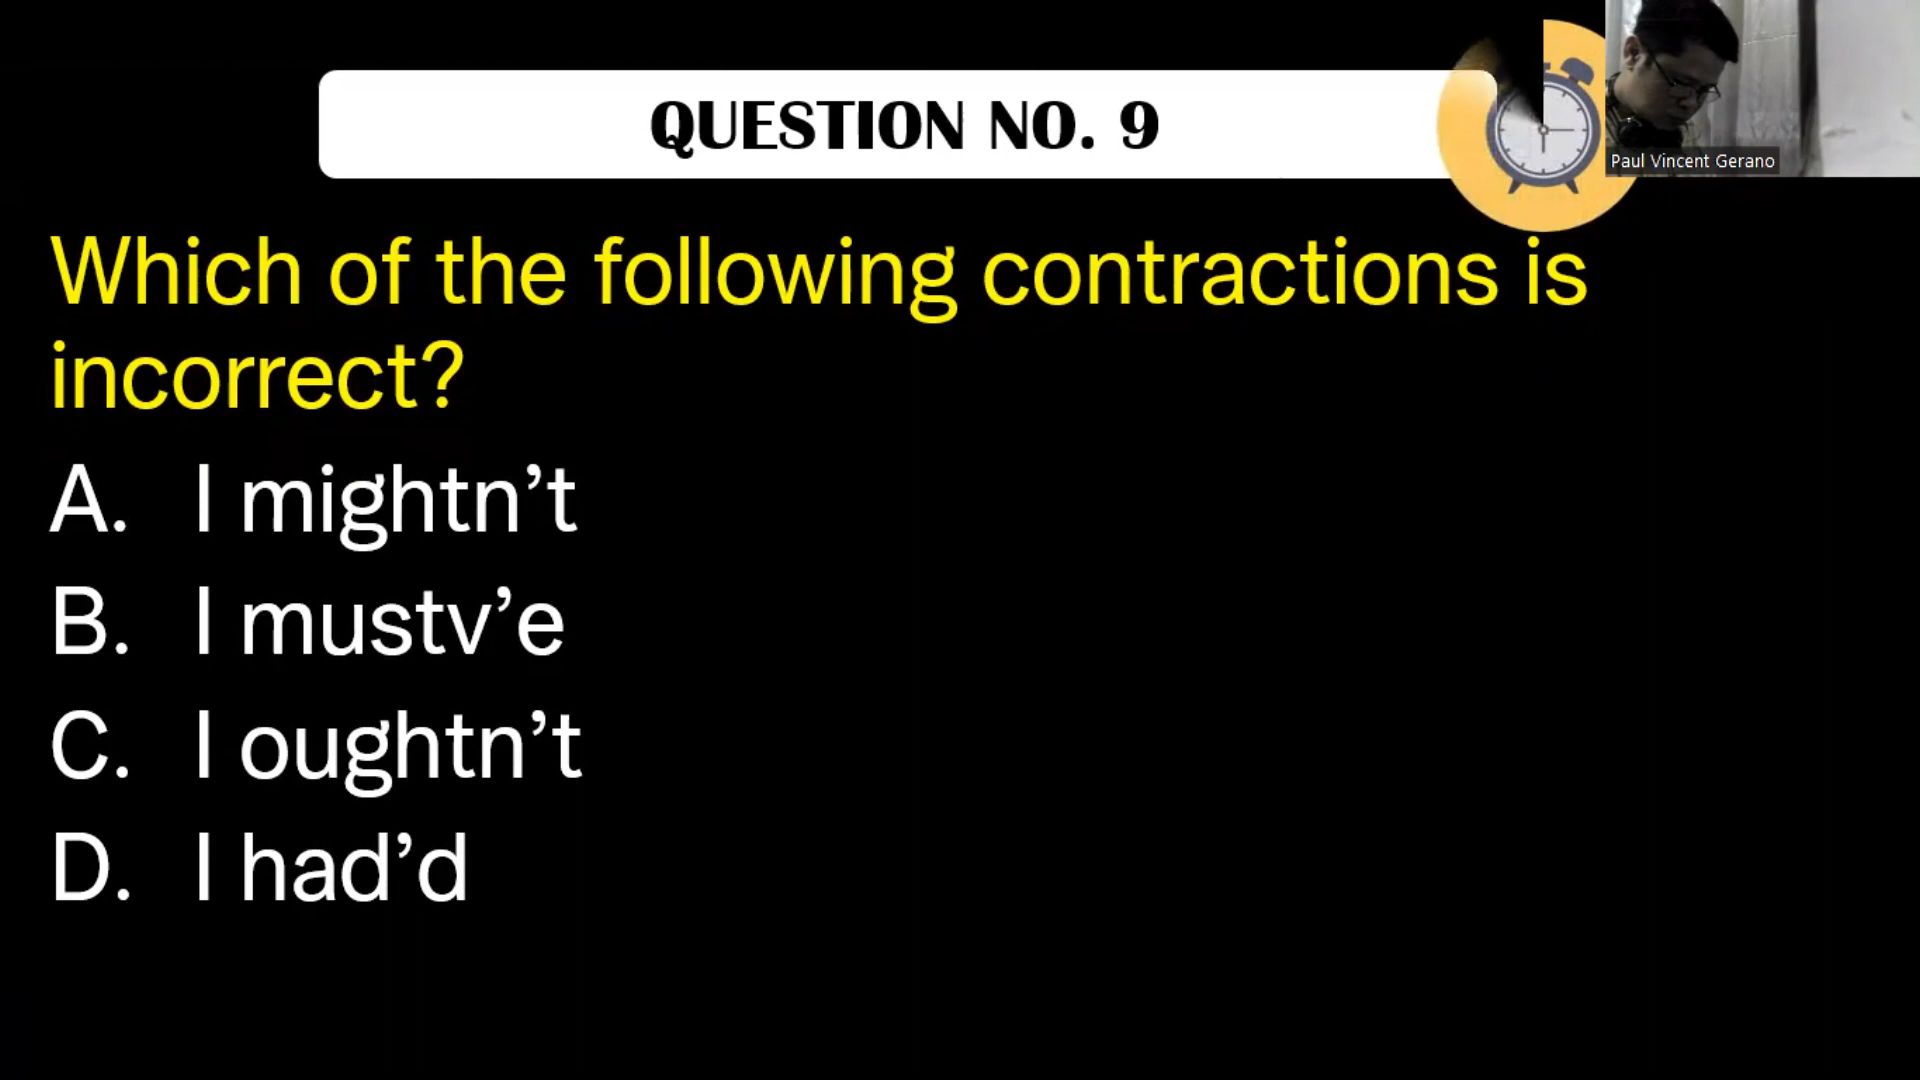 QUESTION NO. 9
Paul Vincent Gerano
Which of the following contractions is
incorrect?
A. I mightn’t
B. I mustv’e
C. I oughtn’t
D. I had’d